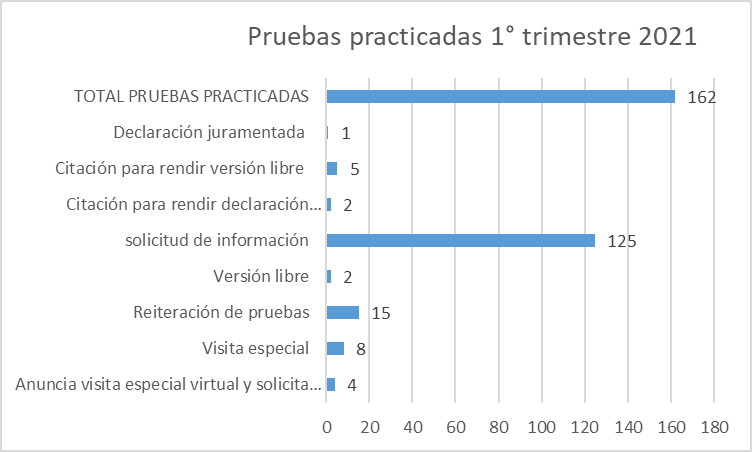 Pruebas practicadas 1° trimestre 2021
TOTAL PRUEBAS PRACTICADAS 162
Declaración juramentada 1
Citación para rendir versión libre 5
Citación para rendir declaración... 2
solicitud de información 125
Versión libre 2
Reiteración de pruebas 15
Visita especial 8
Anuncia visita especial virtual y solicita... 4
0 20 40 60 80 100 120 140 160 180